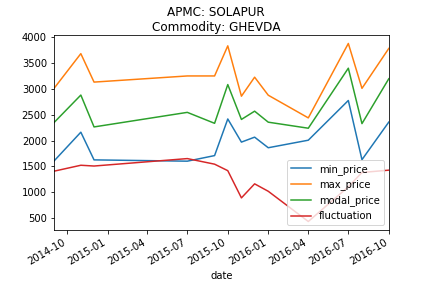 APMC: SOLAPUR
Commodity: GHEVDA
4000
3500
3000
2500
2000
1500
1000
500
min_price
max_price
modal_price
fluctuation
2014-10
2015-01
2015-04
2015-07
2015-10
2016-01
2016-04
2016-07
2016-10
date